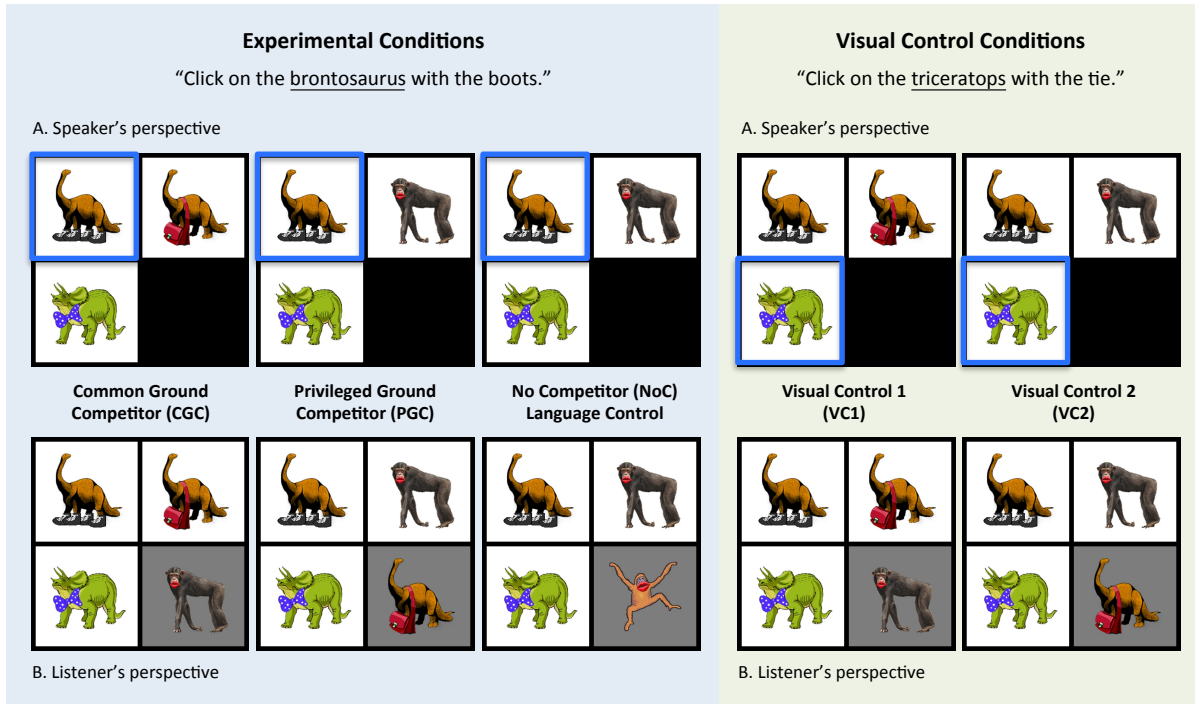 Experimental Conditions
“Click on the brontosaurus with the boots.”
A. Speaker’s perspective
Common Ground
Competitor (CGC)
Privileged Ground
Competitor (PGC)
No Competitor (NoC)
Language Control
B. Listener’s perspective
Visual Control Conditions
“Click on the triceratops with the tie.”
A. Speaker’s perspective
Visual Control 1
(VC1)
Visual Control 2
(VC2)
B. Listener’s perspective